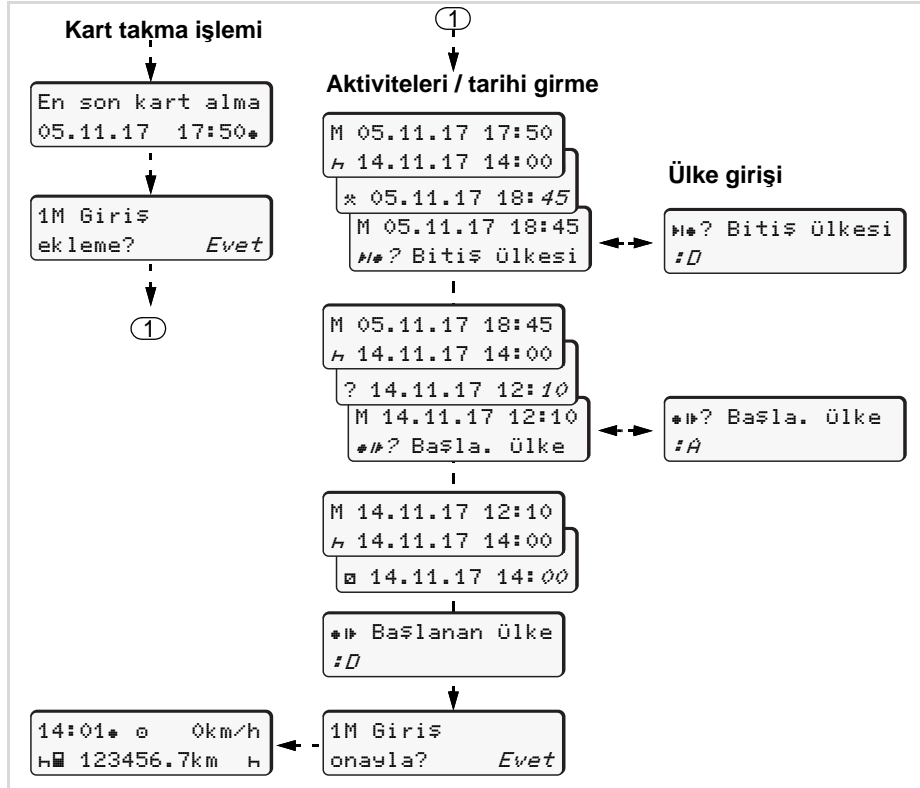 Kart takma işlemi
En son kart alma
05.11.17 17:50
1M Giriş
ekleme? Evet
1
1
Aktiviteleri / tarihi girme
M 05.11.17 17:50
14.11.17 14:00
05.11.17 18:45
M 05.11.17 18:45
? Bitiş ülkesi
Ülke girişi
? Bitiş ülkesi
:D
M 05.11.17 18:45
14.11.17 14:00
? 14.11.17 12:10
M 14.11.17 12:10
? Başla. ülke
? Başla. ülke
:A
M 14.11.17 12:10
14.11.17 14:00
14.11.17 14:00
Başlanan ülke
:D
1M Giriş
onayla? Evet
14:01 0km/h
123456.7km